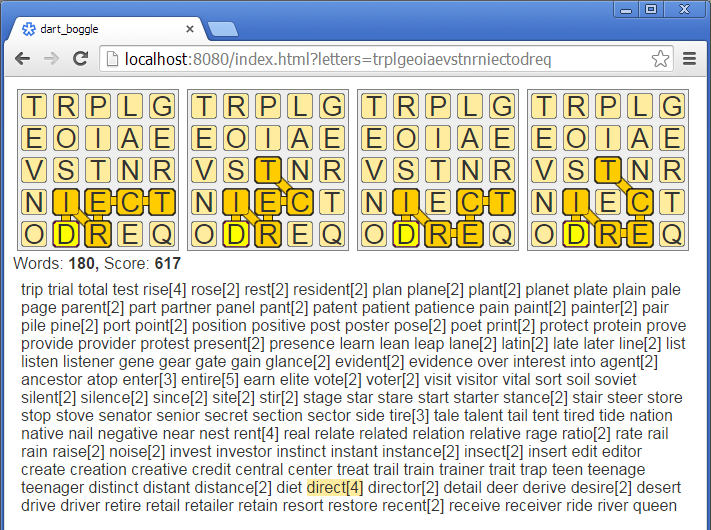 dart_boggle
localhost:8080/index.html?letters=trplgeoiaevstnrniectodreq
T R P L G T R P L G T R P L G T R P L G
E O I A E E O I A E E O I A E E O I A E
V S T N R V S T N R V S T N R V S T N R
N I E C T N I E C T N I E C T N I E C T
O D R E Q O D R E Q O D R E Q O D R E Q
Words: 180, Score: 617
trip trial total test rise[4] rose[2] rest[2] resident[2] plan plane[2] plant[2] planet plate plain pale
page parent[2] part partner panel pant[2] patent patient patience pain paint[2] painter[2] pair
pile pine[2] port point[2] position positive post poster pose[2] poet print[2] protect protein prove
provide provider protest present[2] presence learn lean leap lane[2] latin[2] late later line[2] list
listen listener gene gear gate gain glance[2] evident[2] evidence over interest into agent[2]
ancestor atop enter[3] entire[5] earn elite vote[2] voter[2] visit visitor vital sort soil soviet
silent[2] silence[2] since[2] site[2] stir[2] stage star stare start starter stance[2] stair steer store
stop stove senator senior secret section sector side tire[3] tale talent tail tent tired tide nation
native nail negative near nest rent[4] real relate related relation relative rage ratio[2] rate rail
rain raise[2] noise[2] invest investor instinct instant instance[2] insect[2] insert edit editor
create creation creative credit central center treat trail train trainer trait trap teen teenage
teenager distinct distant distance[2] diet direct[4] director[2] detail deer derive desire[2] desert
drive driver retire retail retailer retain resort restore recent[2] receive receiver ride river queen